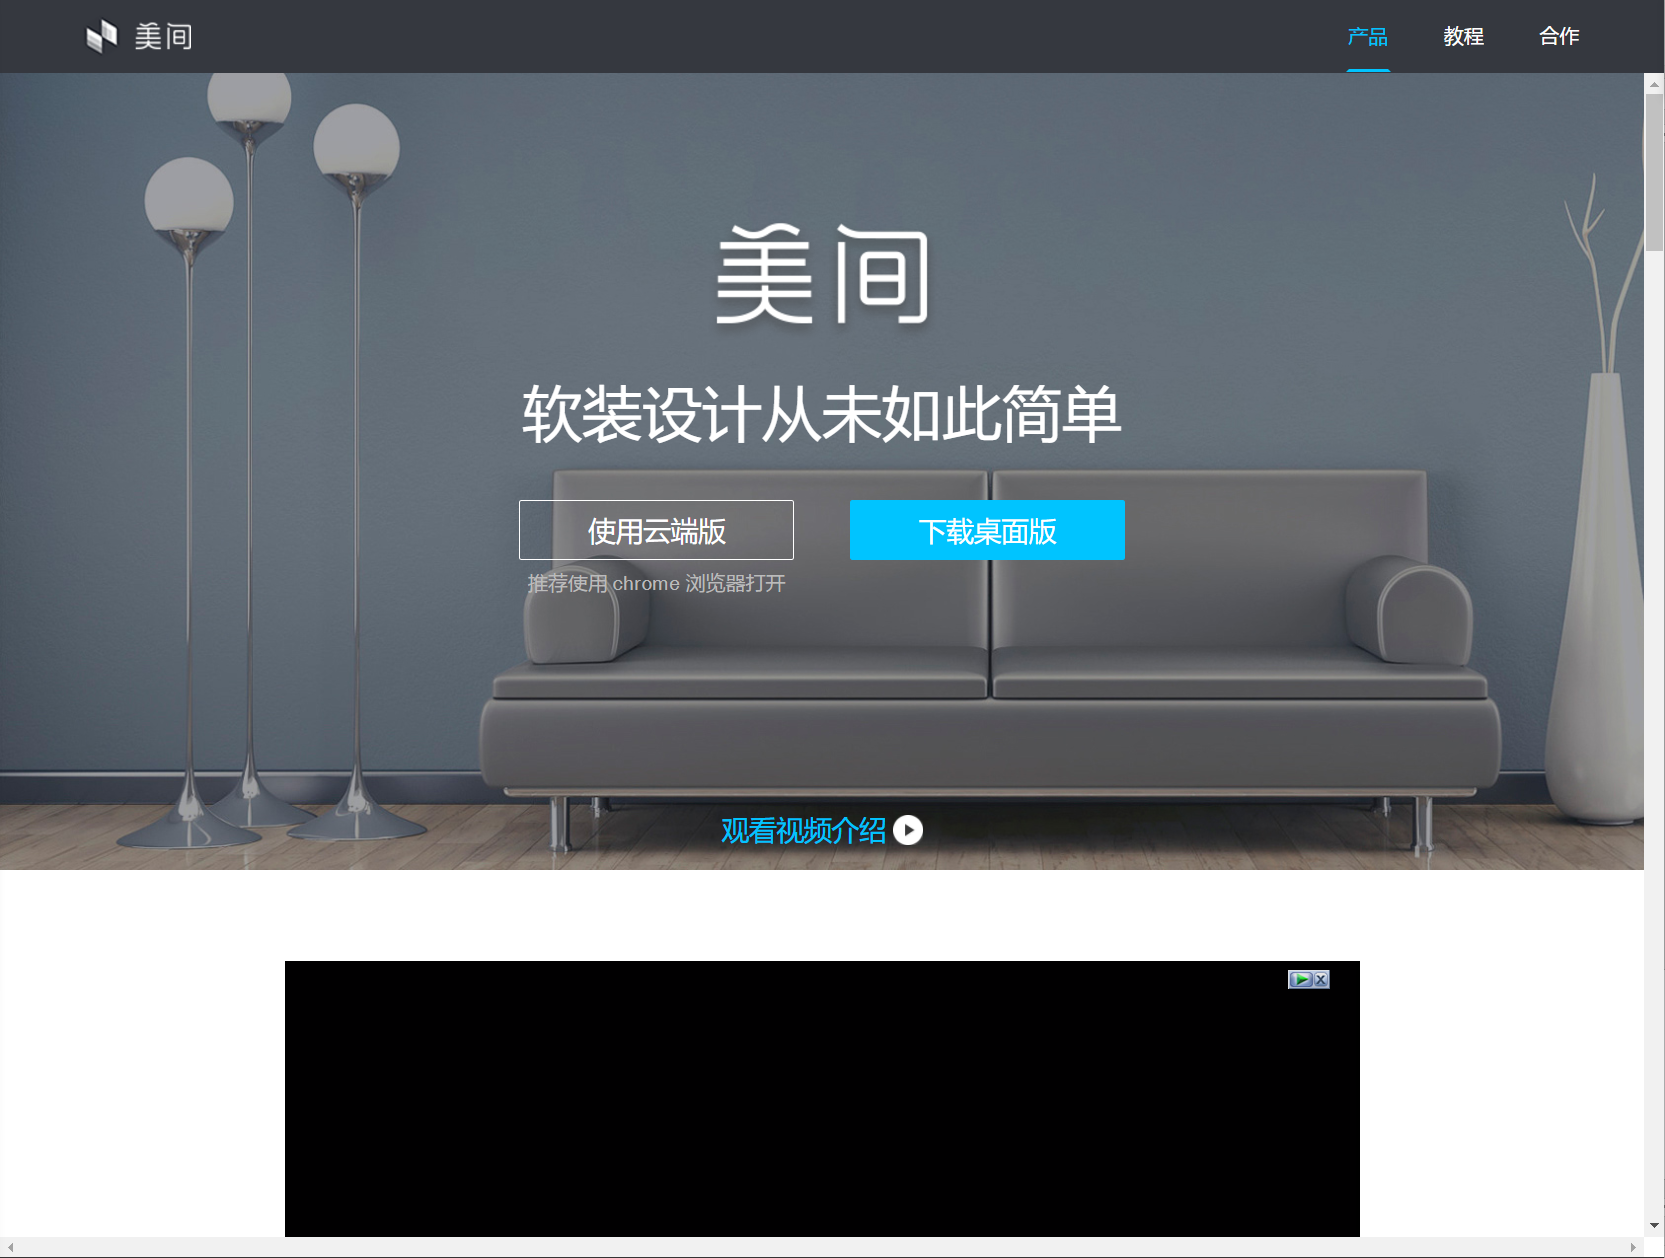 美间
产品
教程
合作
美间
软装设计从未如此简单
使用云端版
下载桌面版
推荐使用 chrome 浏览器打开
观看视频介绍